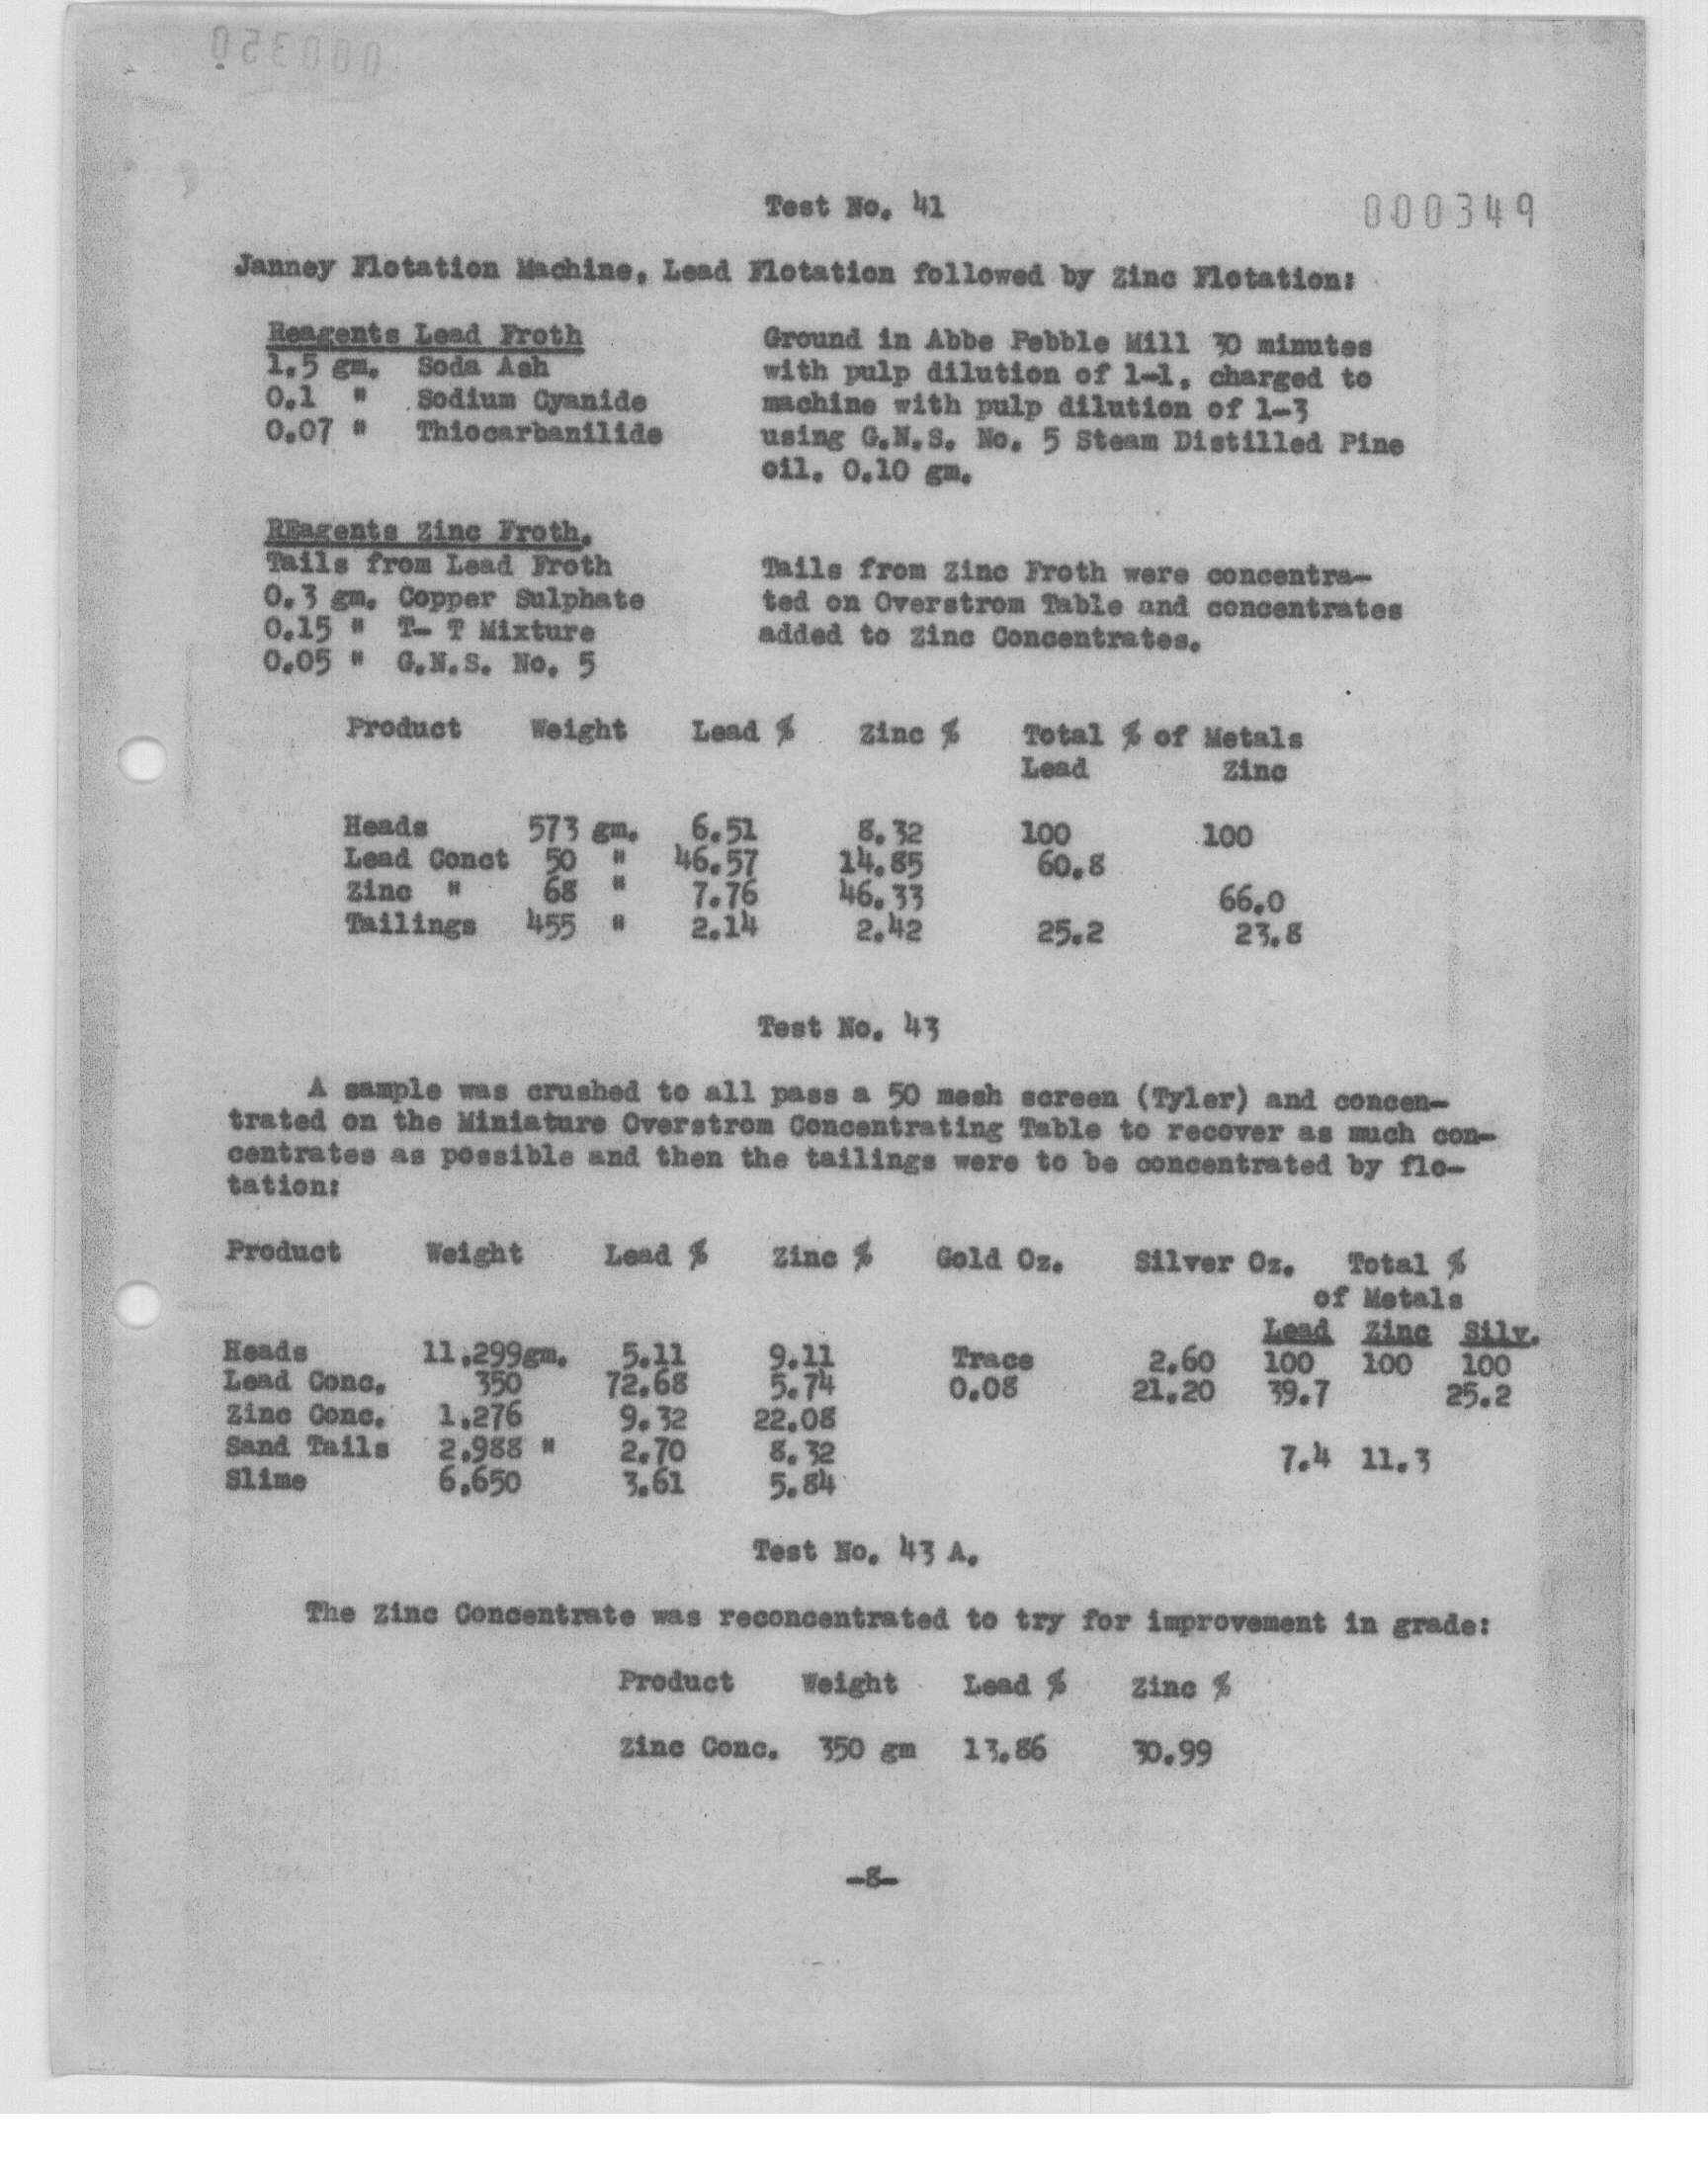 000350
Test No. 41
000349
Janney Flotation Machine, Lead Flotation followed by Zinc Flotation:
Reagents Lead Froth
1.5 gm. Soda Ash
0.1 " Sodium Cyanide
0.07 " Thiocarbanilide
Ground in Abbe Pebble Mill 30 minutes
with pulp dilution of 1-1, charged to
machine with pulp dilution of 1-3
using G.N.S. No. 5 Steam Distilled Pine
oil. 0.10 gm.
REagents Zinc Froth.
Tails from Lead Froth
0.3 gm. Copper Sulphate
0.15 " T- T Mixture
0.05 " G.N.S. No. 5
Tails from Zinc Froth were concentra-
ted on Overstrom Table and concentrates
added to Zinc Concentrates.
Product Weight Lead % Zinc % Total % of Metals
Lead Zinc
Heads 573 gm. 6.51 8.32 100 100
Lead Conct 50 " 46.57 14.85 60.8
Zinc " 68 " 7.76 46.33 66.0
Tailings 455 " 2.14 2.42 25.2 23.8
Test No. 43
A sample was crushed to all pass a 50 mesh screen (Tyler) and concen-
trated on the Miniature Overstrom Concentrating Table to recover as much con-
centrates as possible and then the tailings were to be concentrated by flo-
tation:
Product Weight Lead % Zinc % Gold Oz. Silver Oz. Total %
of Metals
Lead Zinc Silv.
Heads 11,299gm. 5.11 9.11 Trace 2.60 100 100 100
Lead Conc. 350 72.68 5.74 0.08 21.20 39.7 25.2
Zinc Conc. 1,276 9.32 22.08
Sand Tails 2,988 " 2.70 8.32 7.4 11.3
Slime 6,650 3.61 5.84
Test No. 43 A.
The Zinc Concentrate was reconcentrated to try for improvement in grade:
Product Weight Lead % Zinc %
Zinc Conc. 350 gm 13.86 30.99
-8-